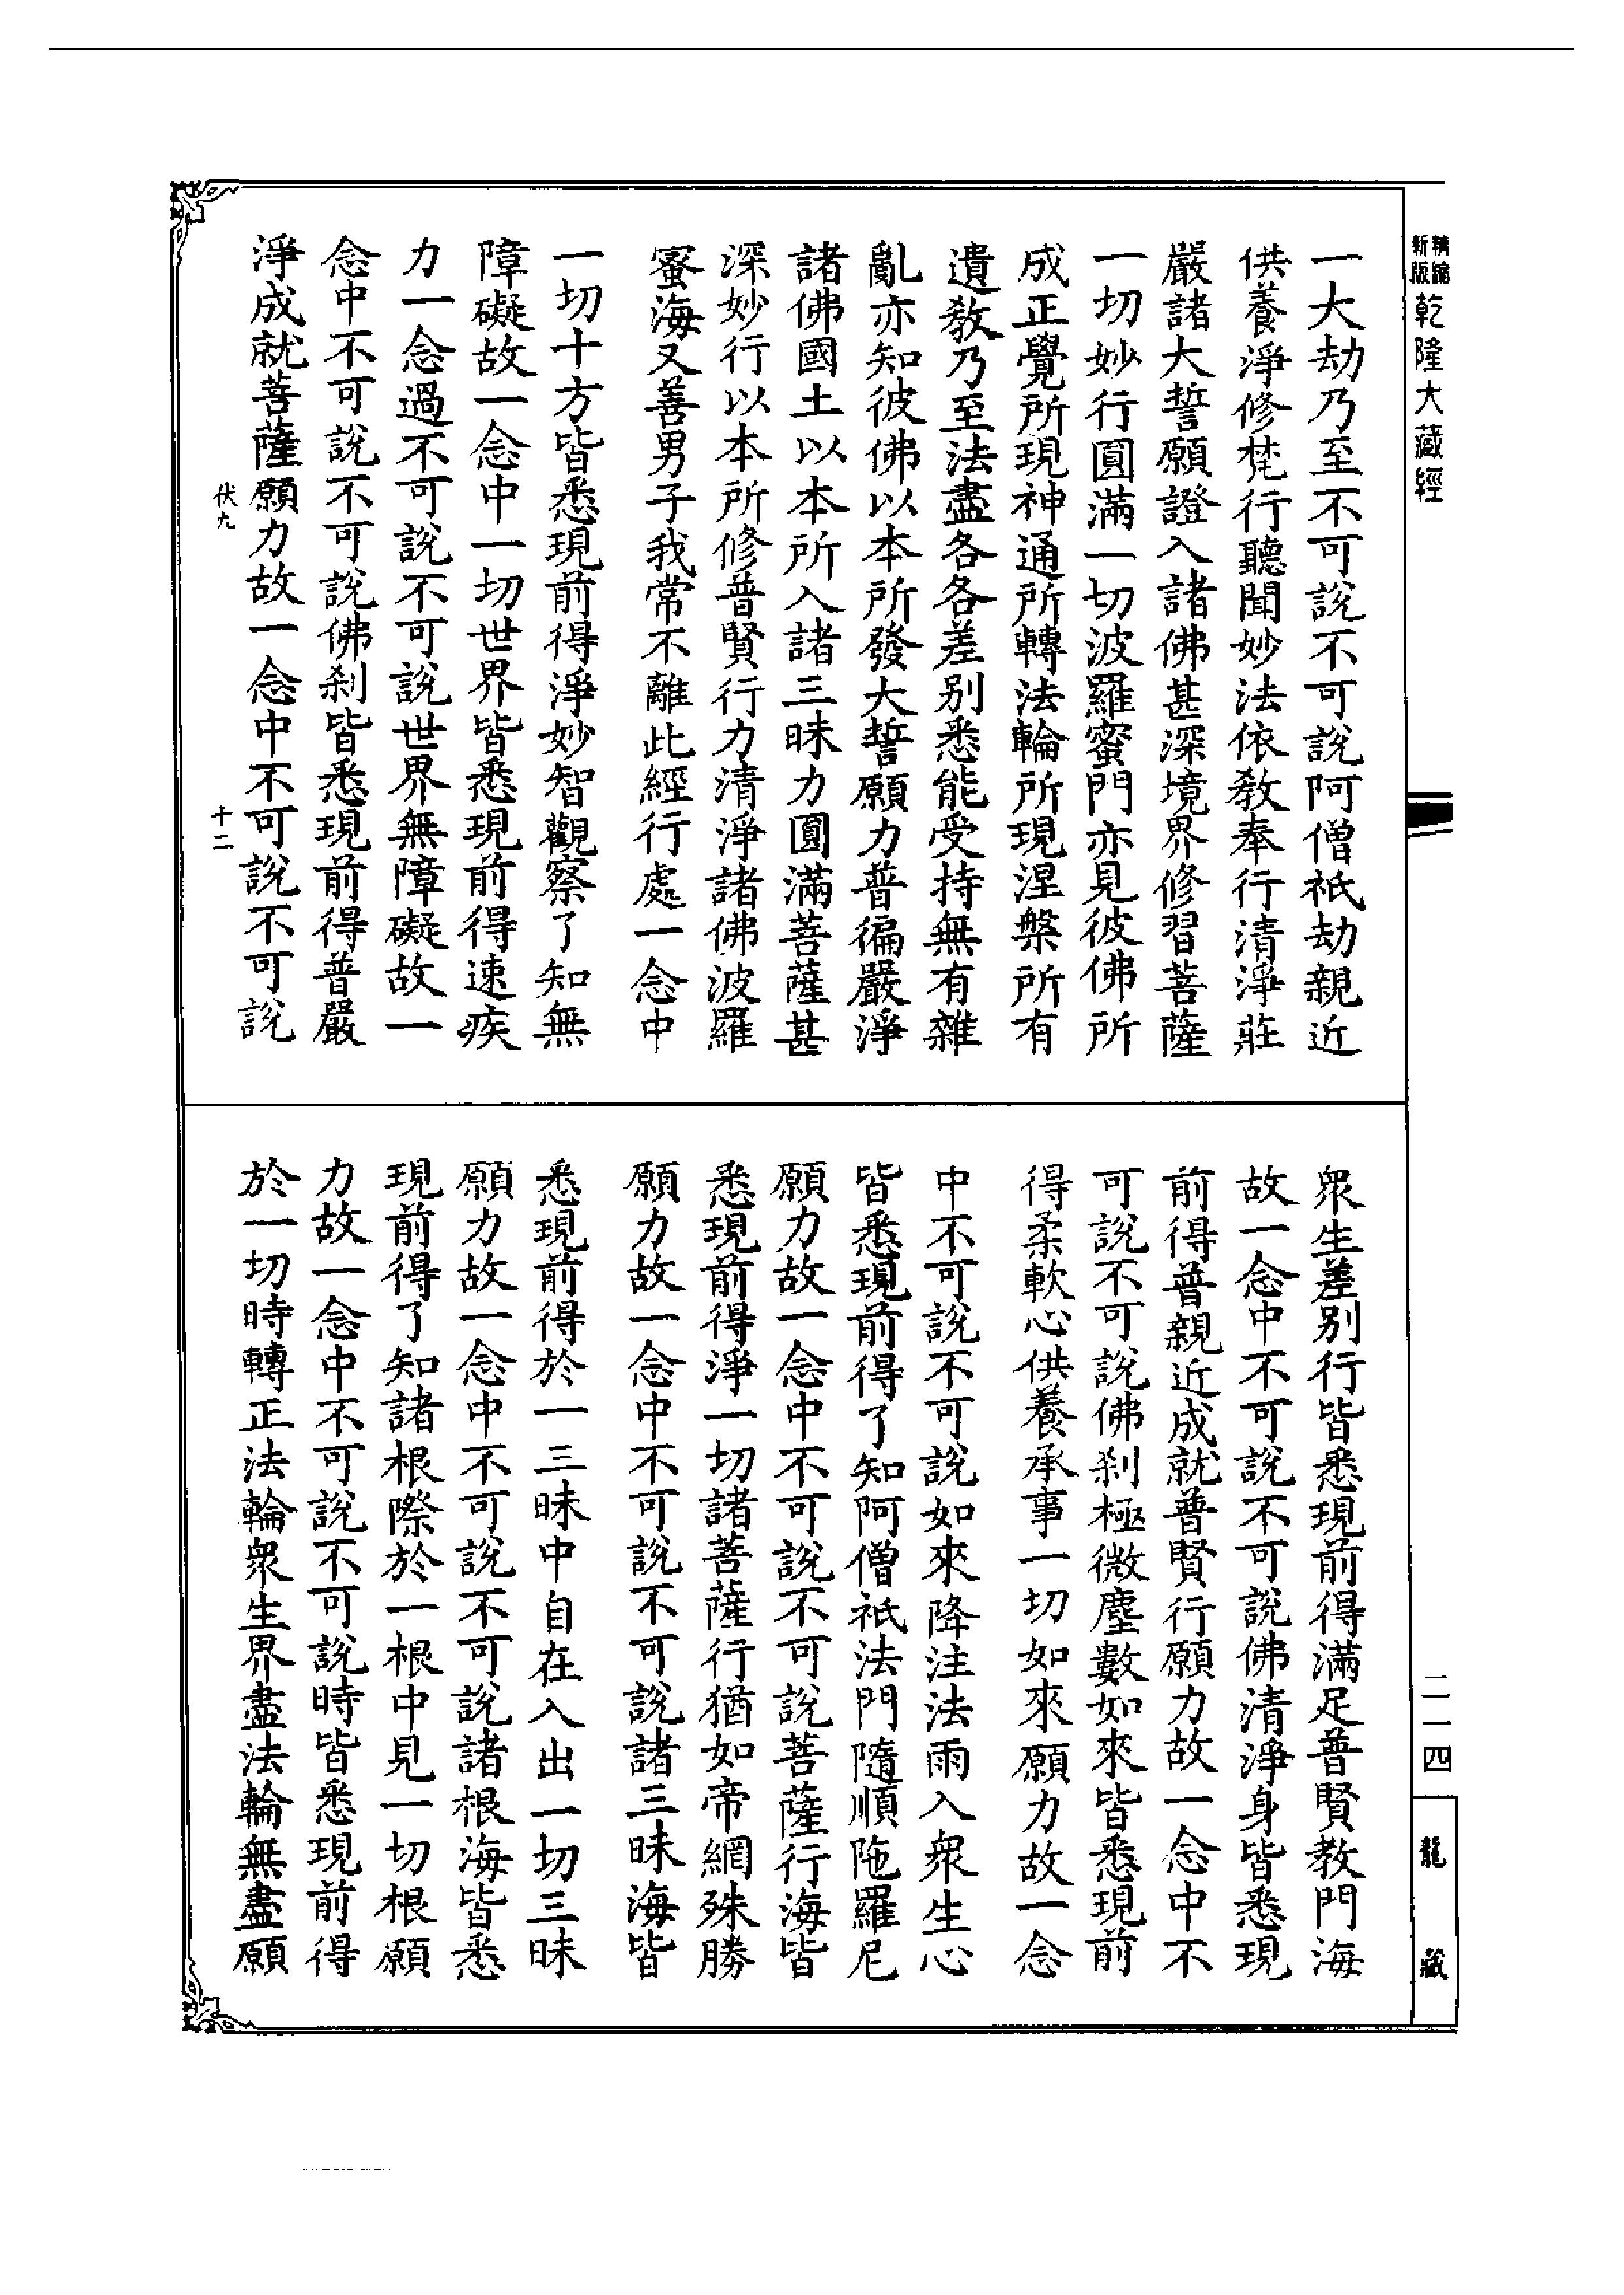 精縮
新版
乾隆大藏經
一大劫乃至不可說不可說阿僧祇劫親近
供養淨修梵行聽聞妙法依教奉行清淨莊
嚴諸大誓願證入諸佛甚深境界修習菩薩
一切妙行圓滿一切波羅蜜門亦見彼佛所
成正覺所現神通所轉法輪所現涅槃所有
遺教乃至法盡各各差別悉能受持無有雜
亂亦知彼佛以本所發大誓願力普徧嚴淨
諸佛國土以本所入諸三昧力圓滿菩薩甚
深妙行以本所修普賢行力清淨諸佛波羅
蜜海又善男子我常不離此經行處一念中
一切十方皆悉現前得淨妙智觀察了知無
障礙故一念中一切世界皆悉現前得速疾
力一念過不可說不可說世界無障礙故一
念中不可說不可說佛刹皆悉現前得普嚴
淨成就菩薩願力故一念中不可說不可說
伏九
十二
眾生差別行皆悉現前得滿足普賢教門海
故一念中不可說不可說佛清淨身皆悉現
前得普親近成就普賢行願力故一念中不
可說不可說佛刹極微塵數如來皆悉現前
得柔軟心供養承事一切如來願力故一念
中不可說不可說如來降注法雨入眾生心
皆悉現前得了知阿僧祇法門隨順陁羅尼
願力故一念中不可說不可說菩薩行海皆
悉現前得淨一切諸菩薩行猶如帝網殊勝
願力故一念中不可說不可說諸三昧海皆
悉現前得於一三昧中自在入出一切三昧
願力故一念中不可說不可說諸根海皆悉
現前得了知諸根際於一根中見一切根願
力故一念中不可說不可說時皆悉現前得
於一切時轉正法輪眾生界盡法輪無盡願
二一一四
龍藏